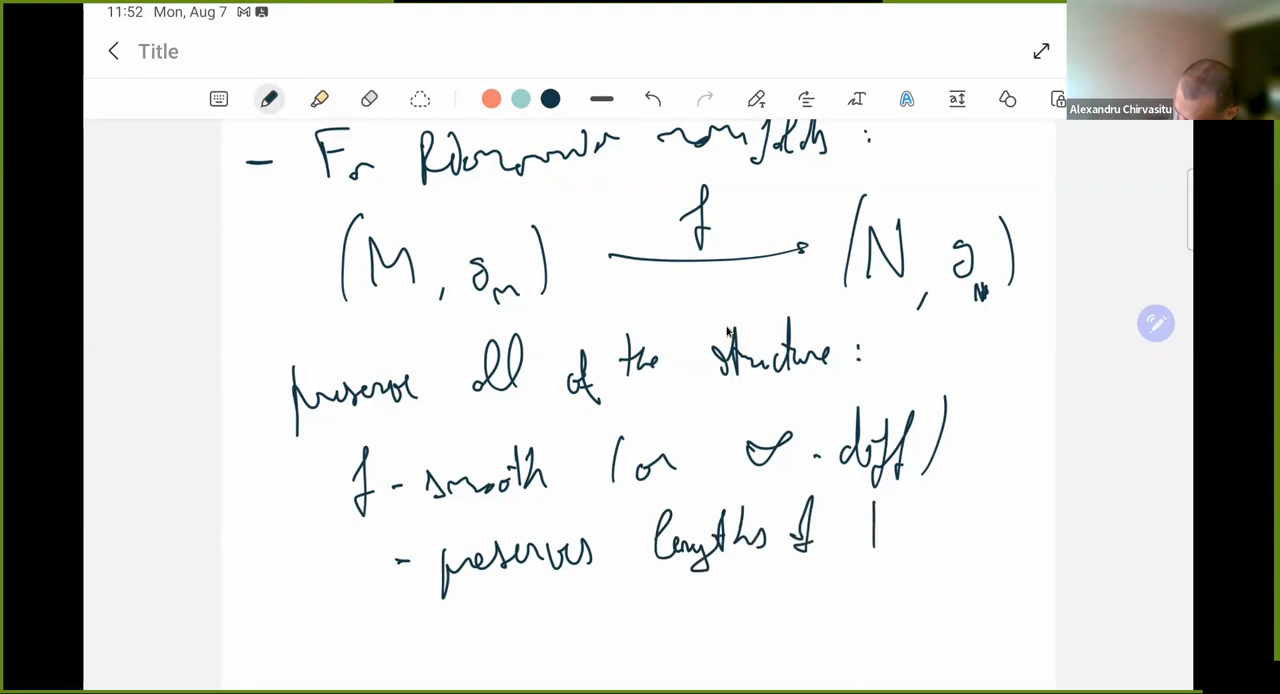 11:52 Mon, Aug 7
Title
Alexandru Chirvasitu
- For Riemannian manifolds :
(M, g_M) f (N, g_N)
preserve all of the structure :
f - smooth (or ∞ - diff)
- preserves lengths of